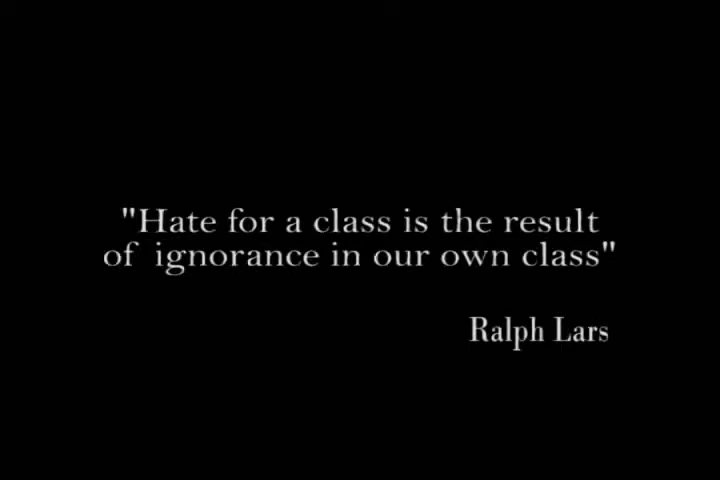 "Hate for a class is the result
of ignorance in our own class"
Ralph Lars